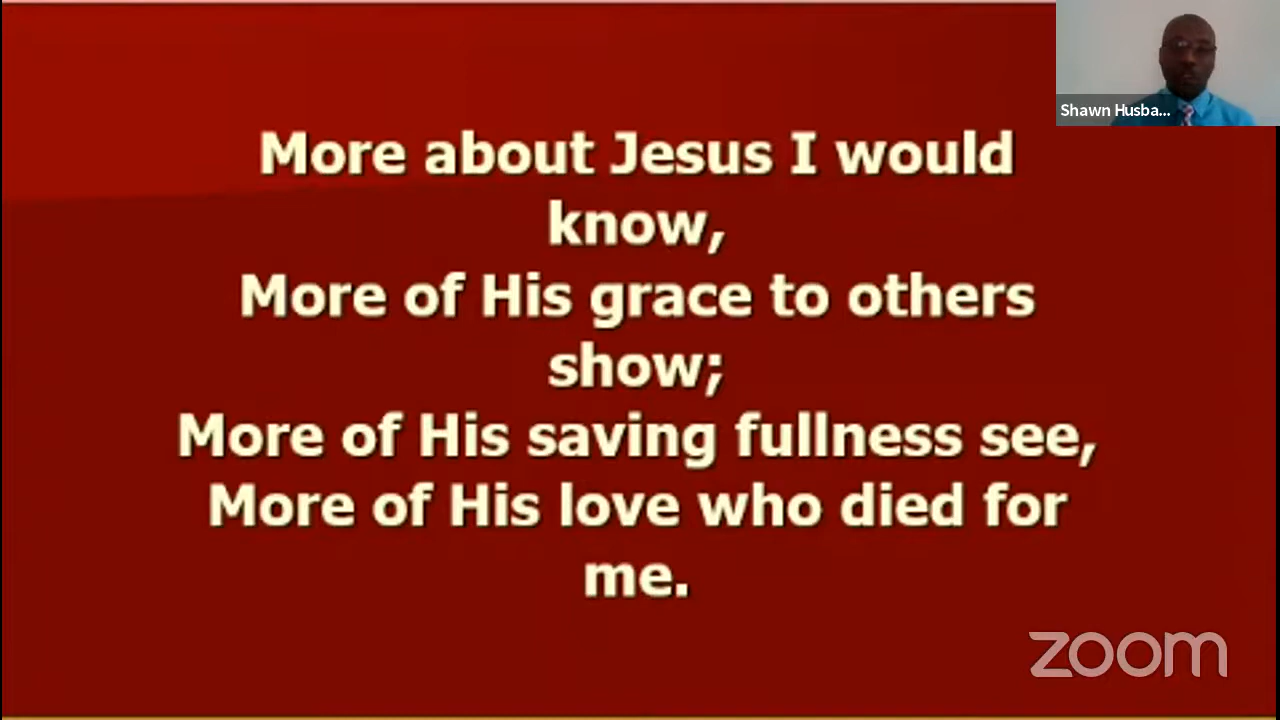 Shawn Husba...
More about Jesus I would
know,
More of His grace to others
show;
More of His saving fullness see,
More of His love who died for
me.
zoom